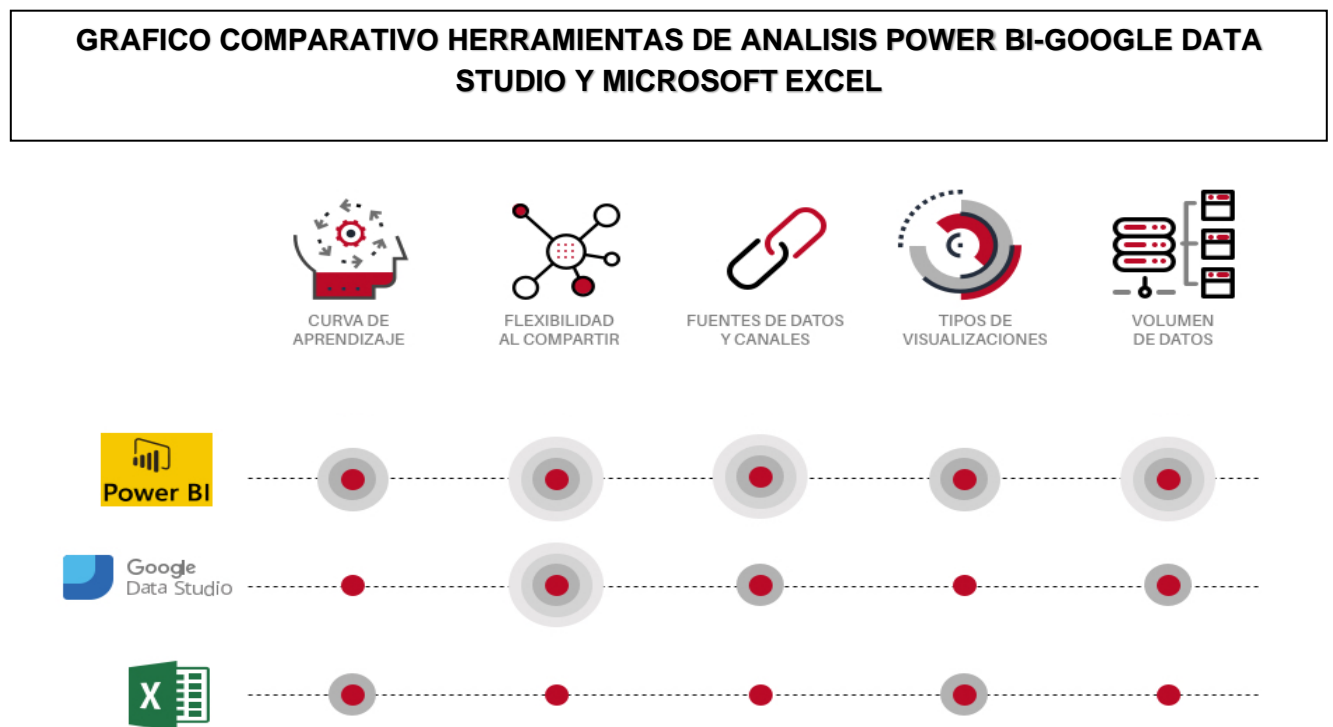 GRAFICO COMPARATIVO HERRAMIENTAS DE ANALISIS POWER BI-GOOGLE DATA
STUDIO Y MICROSOFT EXCEL
CURVA DE
APRENDIZAJE
FLEXIBILIDAD
AL COMPARTIR
FUENTES DE DATOS
Y CANALES
TIPOS DE
VISUALIZACIONES
VOLUMEN
DE DATOS
Power BI
Google
Data Studio
X